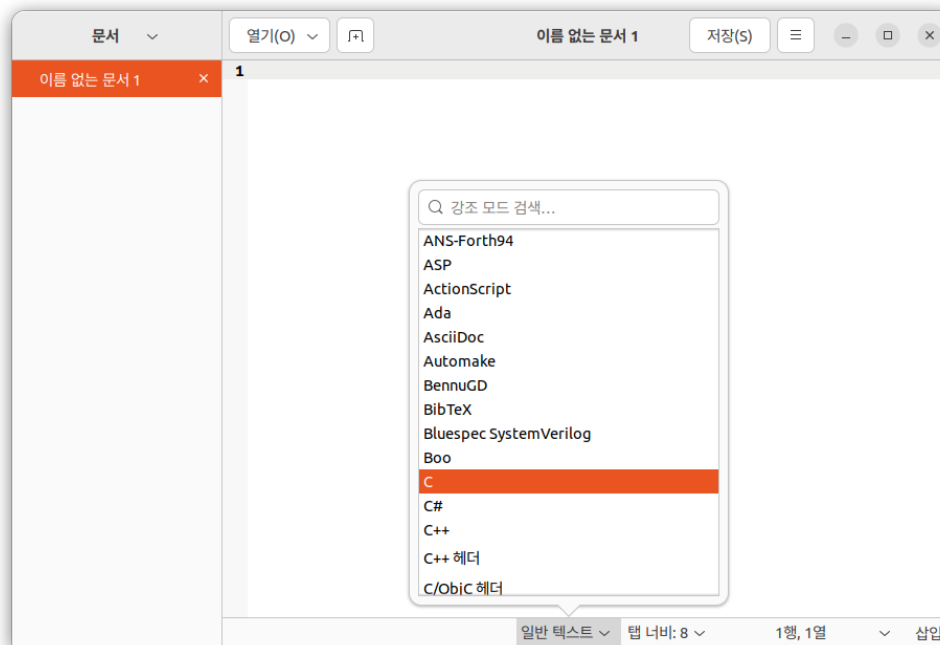 문서
열기(O)
이름 없는 문서 1
저장(S)
이름 없는 문서 1
1
강조 모드 검색...
ANS-Forth94
ASP
ActionScript
Ada
AsciiDoc
Automake
BennuGD
BibTeX
Bluespec SystemVerilog
Boo
C
C#
C++
C++ 헤더
C/ObjC 헤더
일반 텍스트
탭 너비: 8
1행, 1열
삽입